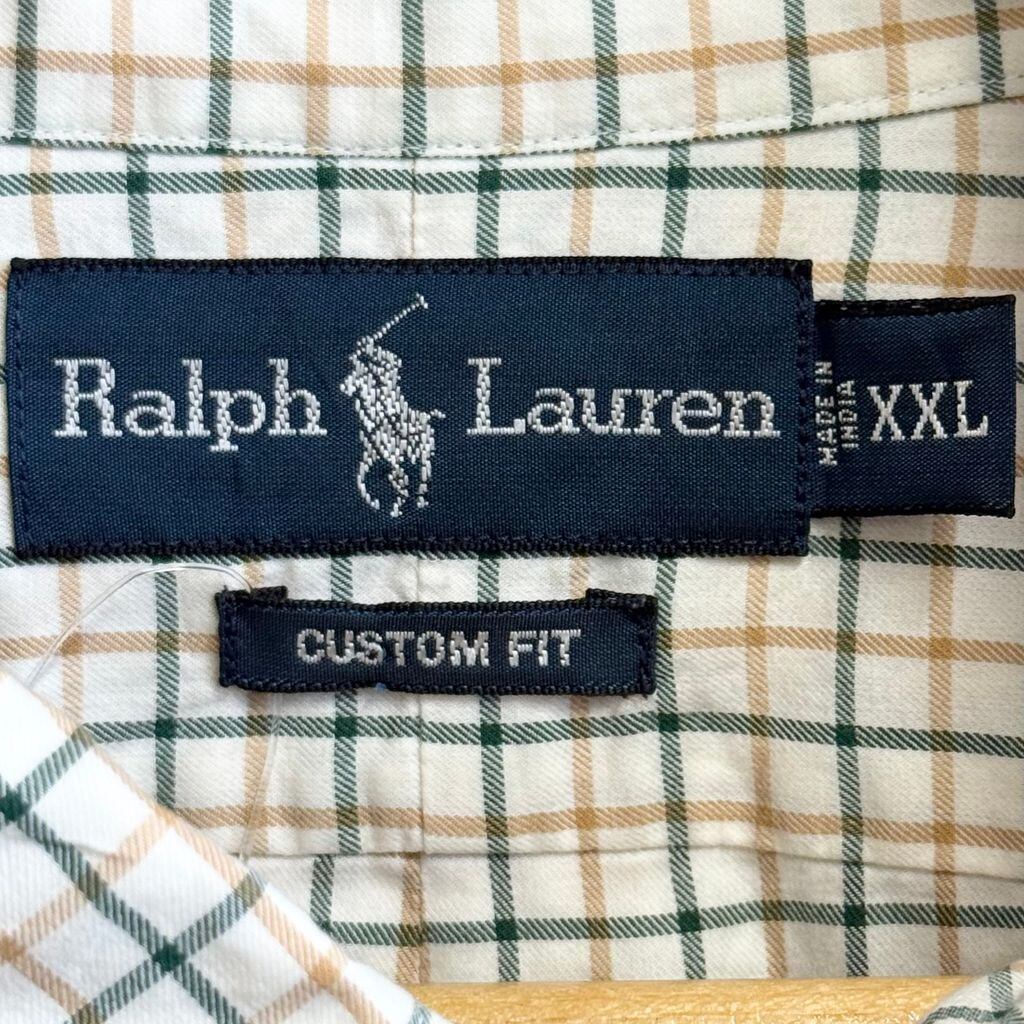 Ralph Lauren
MADE IN
INDIA
XXL
CUSTOM FIT